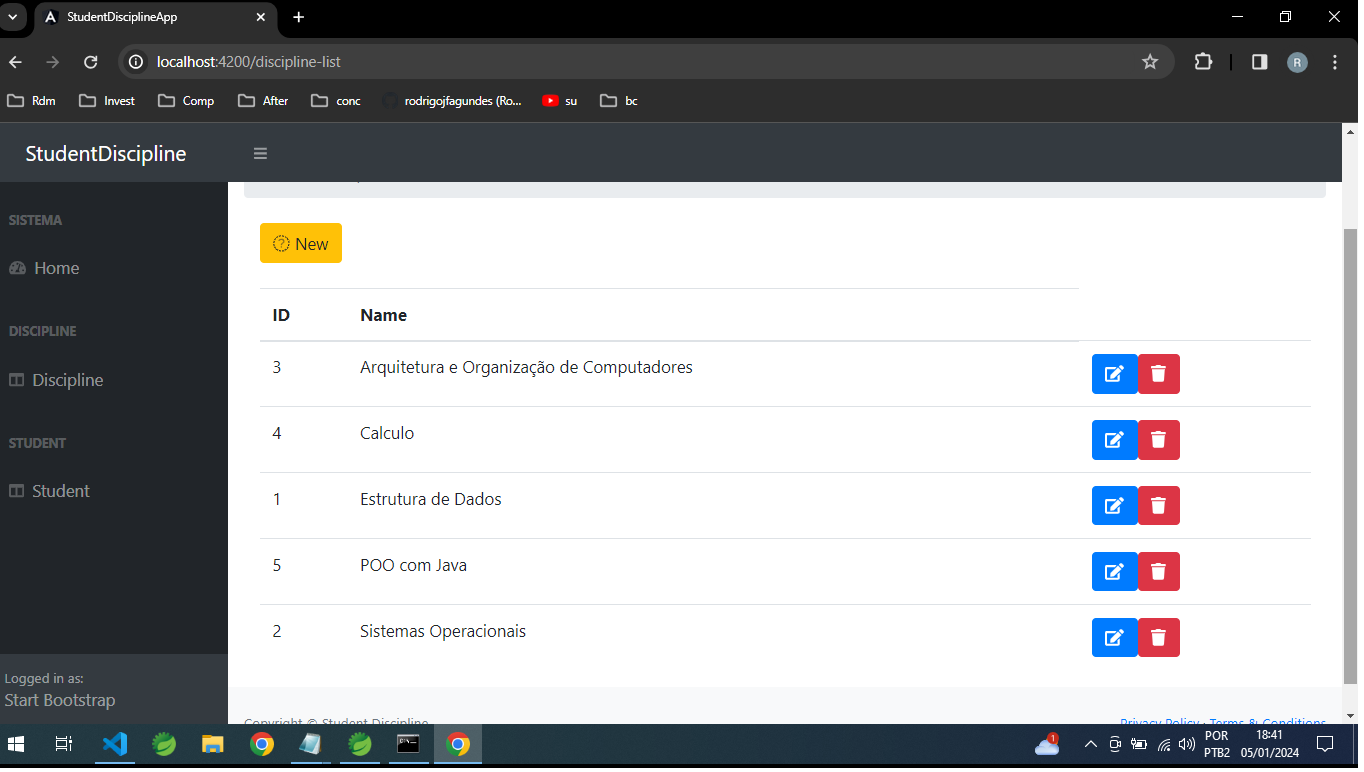 StudentDisciplineApp
localhost:4200/discipline-list
Rdm Invest Comp After conc rodrigojfagundes (Ro... su bc
R
StudentDiscipline
SISTEMA
Home
DISCIPLINE
Discipline
STUDENT
Student
Logged in as:
Start Bootstrap
New
ID Name
3 Arquitetura e Organização de Computadores
4 Calculo
1 Estrutura de Dados
5 POO com Java
2 Sistemas Operacionais
Copyright © Student Discipline
Privacy Policy · Terms & Conditions
1
POR
PTB2
18:41
05/01/2024